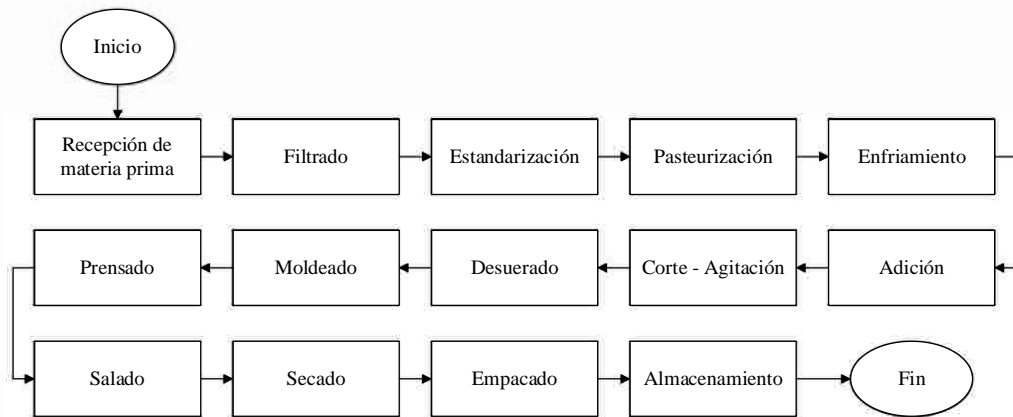 Inicio
Recepción de
materia prima
Filtrado
Estandarización
Pasteurización
Enfriamiento
Adición
Corte - Agitación
Desuerado
Moldeado
Prensado
Salado
Secado
Empacado
Almacenamiento
Fin